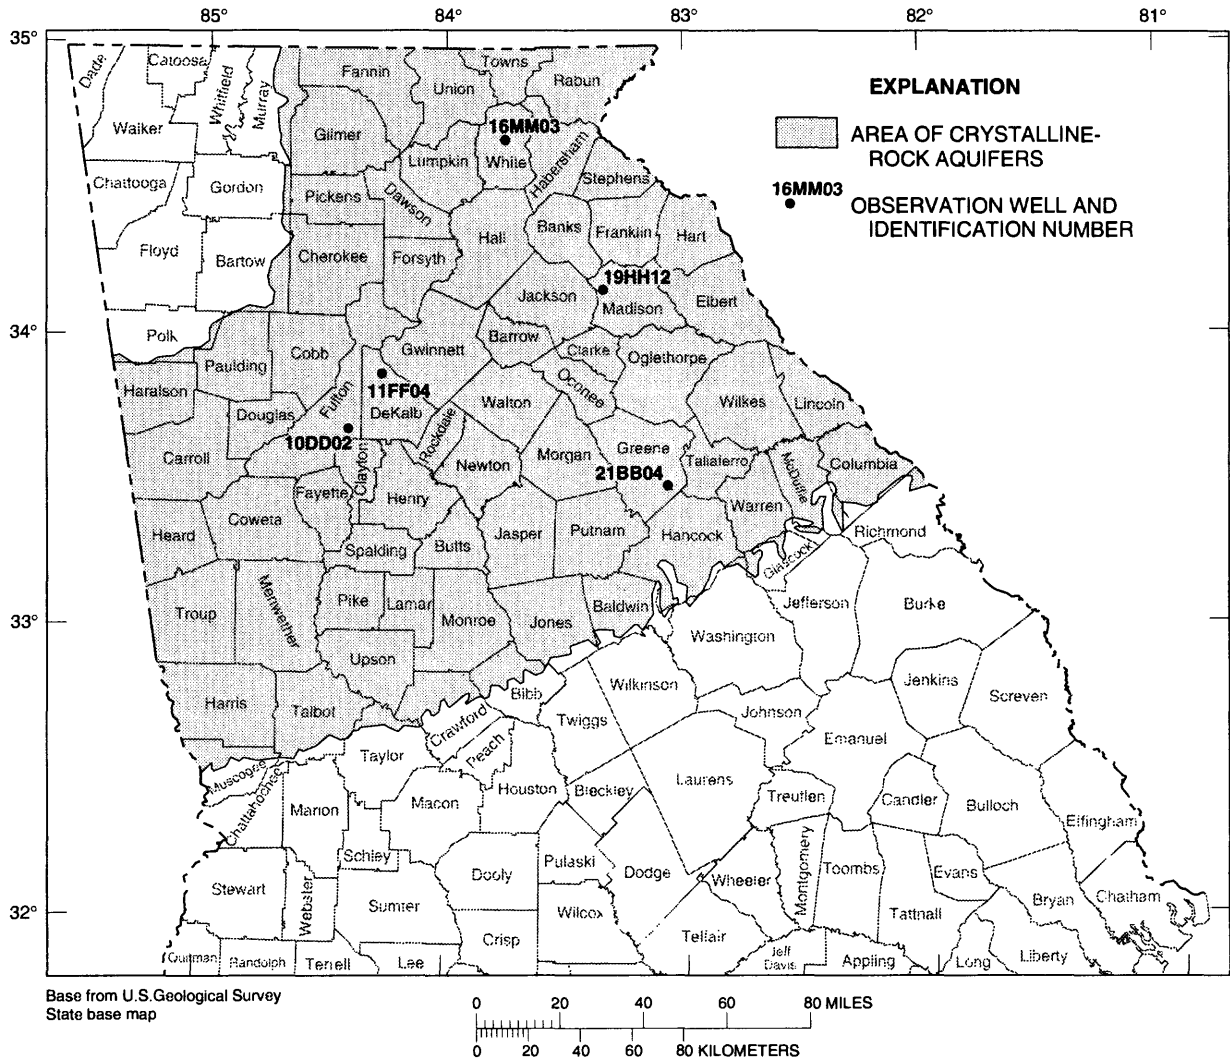 85° 84° 83° 82° 81°
35°
34°
33°
32°
EXPLANATION
AREA OF CRYSTALLINE-
ROCK AQUIFERS
16MM03
OBSERVATION WELL AND
IDENTIFICATION NUMBER
Dade
Catoosa
Whitfield
Murray
Fannin
Union
Towns
Rabun
Walker
Gilmer
16MM03
Lumpkin
White
Habersham
Stephens
Chattooga
Gordon
Pickens
Dawson
Hall
Banks
Franklin
Hart
Floyd
Bartow
Cherokee
Forsyth
19HH12
Jackson
Madison
Elbert
Polk
Paulding
Cobb
Gwinnett
Barrow
Clarke
Oglethorpe
Haralson
Fulton
11FF04
DeKalb
Oconee
Walton
Wilkes
Lincoln
Douglas
Rockdale
10DD02
Carroll
Clayton
Newton
Morgan
Greene
21BB04
Taliaferro
McDuffie
Columbia
Fayette
Henry
Warren
Heard
Coweta
Spalding
Butts
Jasper
Putnam
Hancock
Richmond
Glascock
Troup
Meriwether
Pike
Lamar
Monroe
Jones
Baldwin
Jefferson
Burke
Washington
Upson
Harris
Talbot
Bibb
Wilkinson
Jenkins
Screven
Crawford
Twiggs
Johnson
Emanuel
Muscogee
Taylor
Peach
Chattahoochee
Marion
Macon
Houston
Bleckley
Laurens
Treutlen
Candler
Bulloch
Effingham
Schley
Dooly
Pulaski
Dodge
Wheeler
Montgomery
Toombs
Evans
Stewart
Webster
Sumter
Wilcox
Tattnall
Bryan
Chatham
Crisp
Telfair
Quitman
Randolph
Terrell
Lee
Jeff
Davis
Appling
Long
Liberty
Base from U.S.Geological Survey
State base map
0 20 40 60 80 MILES
0 20 40 60 80 KILOMETERS